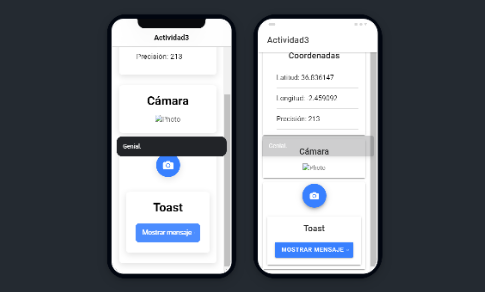 Actividad3
Precisión: 213
Cámara
Photo
Genial.
Toast
Mostrar mensaje
Actividad3
Coordenadas
Latitud: 36.836147
Longitud: -2.459092
Precisión: 213
Genial.
Cámara
Photo
Toast
MOSTRAR MENSAJE